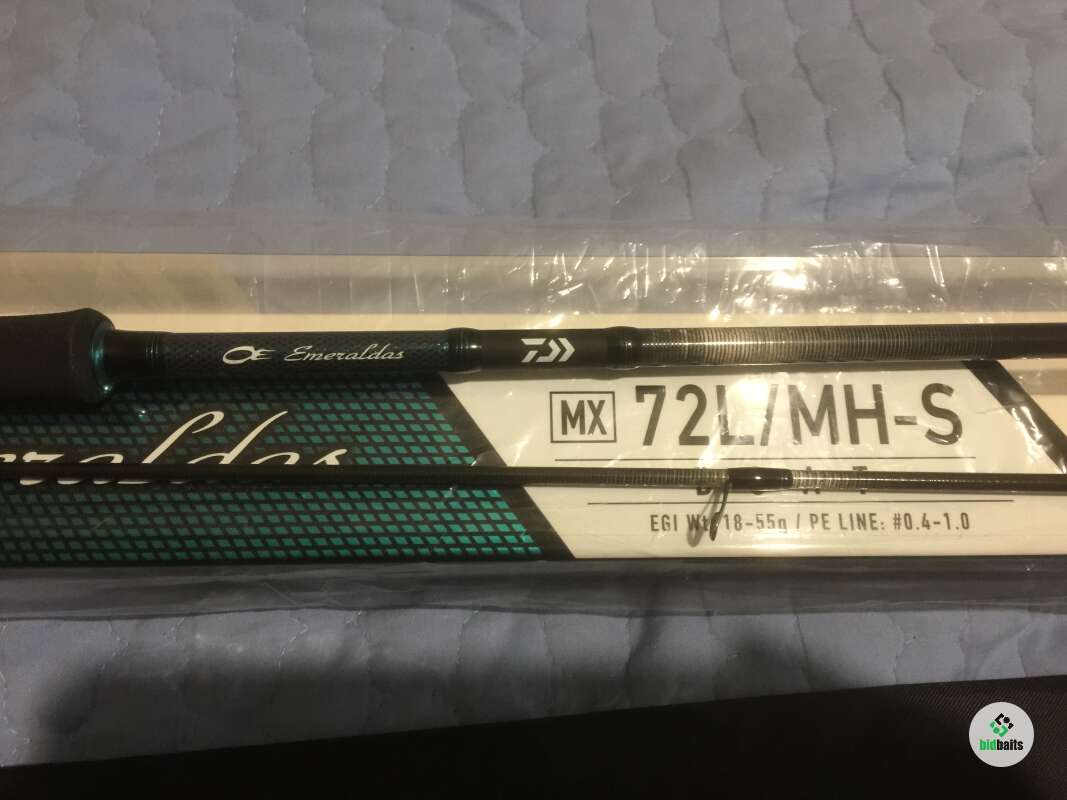 Emeraldas
MX 72L/MH-S
EGI Wt: 18-55g / PE LINE: #0.4-1.0
bidbaits